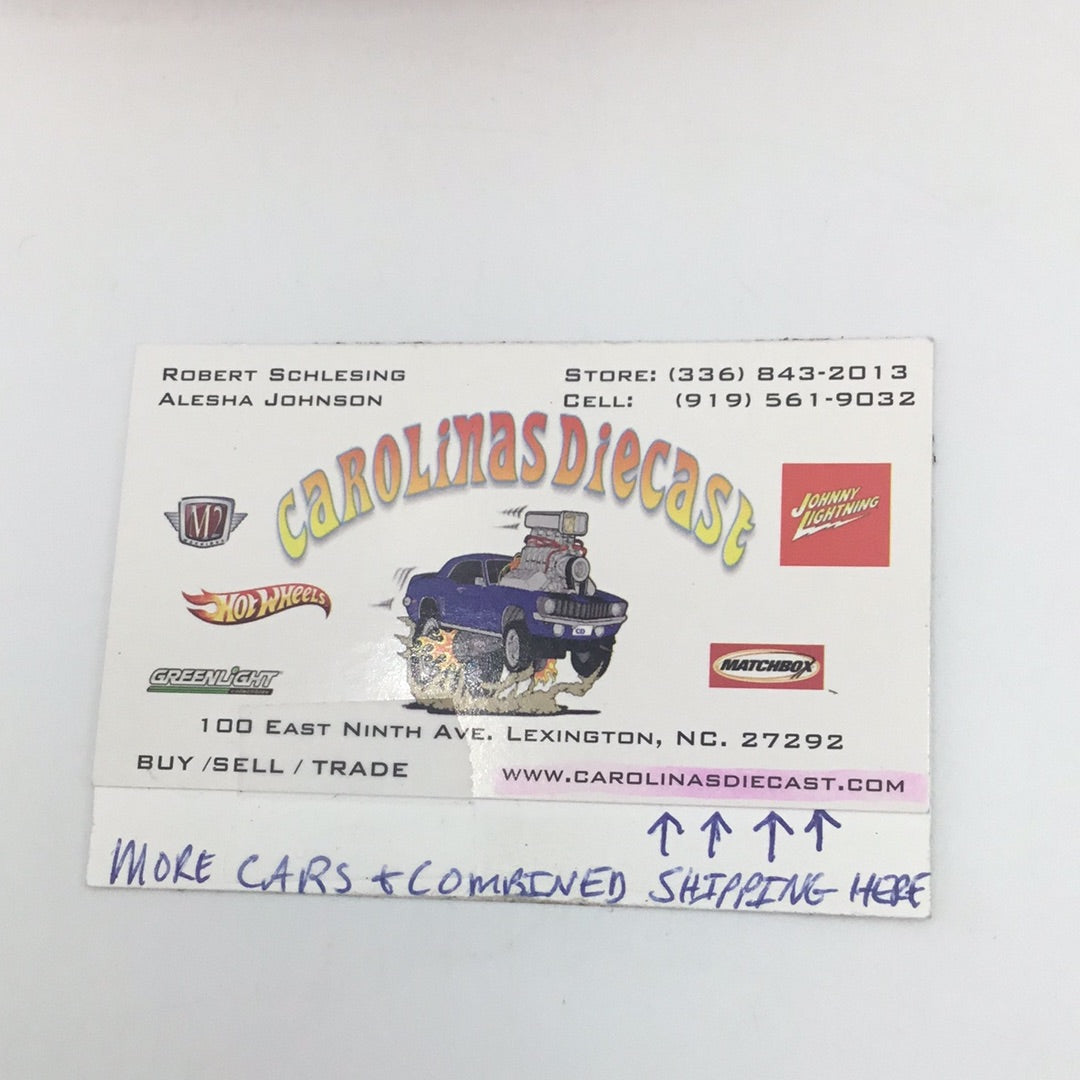 ROBERT SCHLESING
ALESHA JOHNSON
STORE: (336) 843-2013
CELL: (919) 561-9032
CAROLINAS DIECAST
M2
JOHNNY LIGHTNING
HOT WHEELS
GREENLIGHT
MATCHBOX
CD
100 EAST NINTH AVE. LEXINGTON, NC. 27292
BUY /SELL / TRADE
WWW.CAROLINASDIECAST.COM
MORE CARS + COMBINED SHIPPING HERE